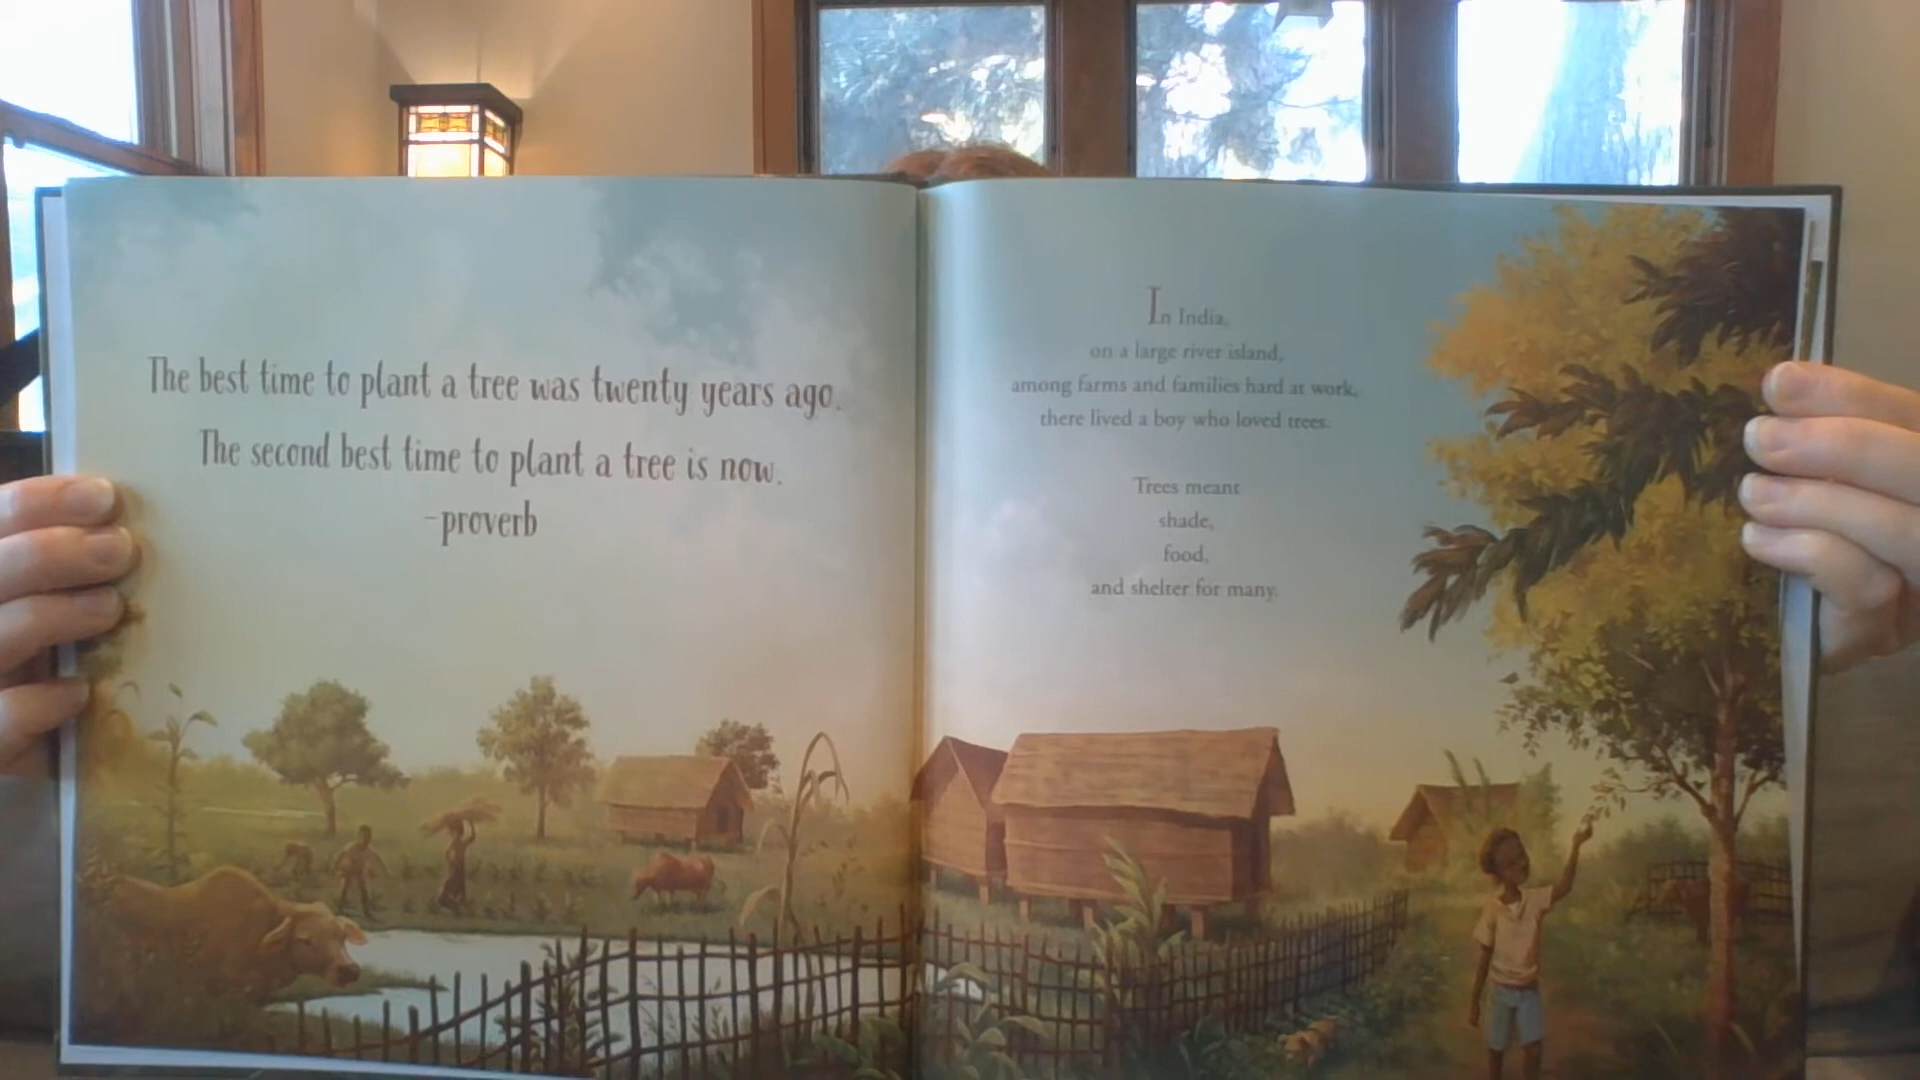 The best time to plant a tree was twenty years ago.
The second best time to plant a tree is now.
-proverb
In India,
on a large river island,
among farms and families hard at work,
there lived a boy who loved trees.
Trees meant
shade,
food,
and shelter for many.